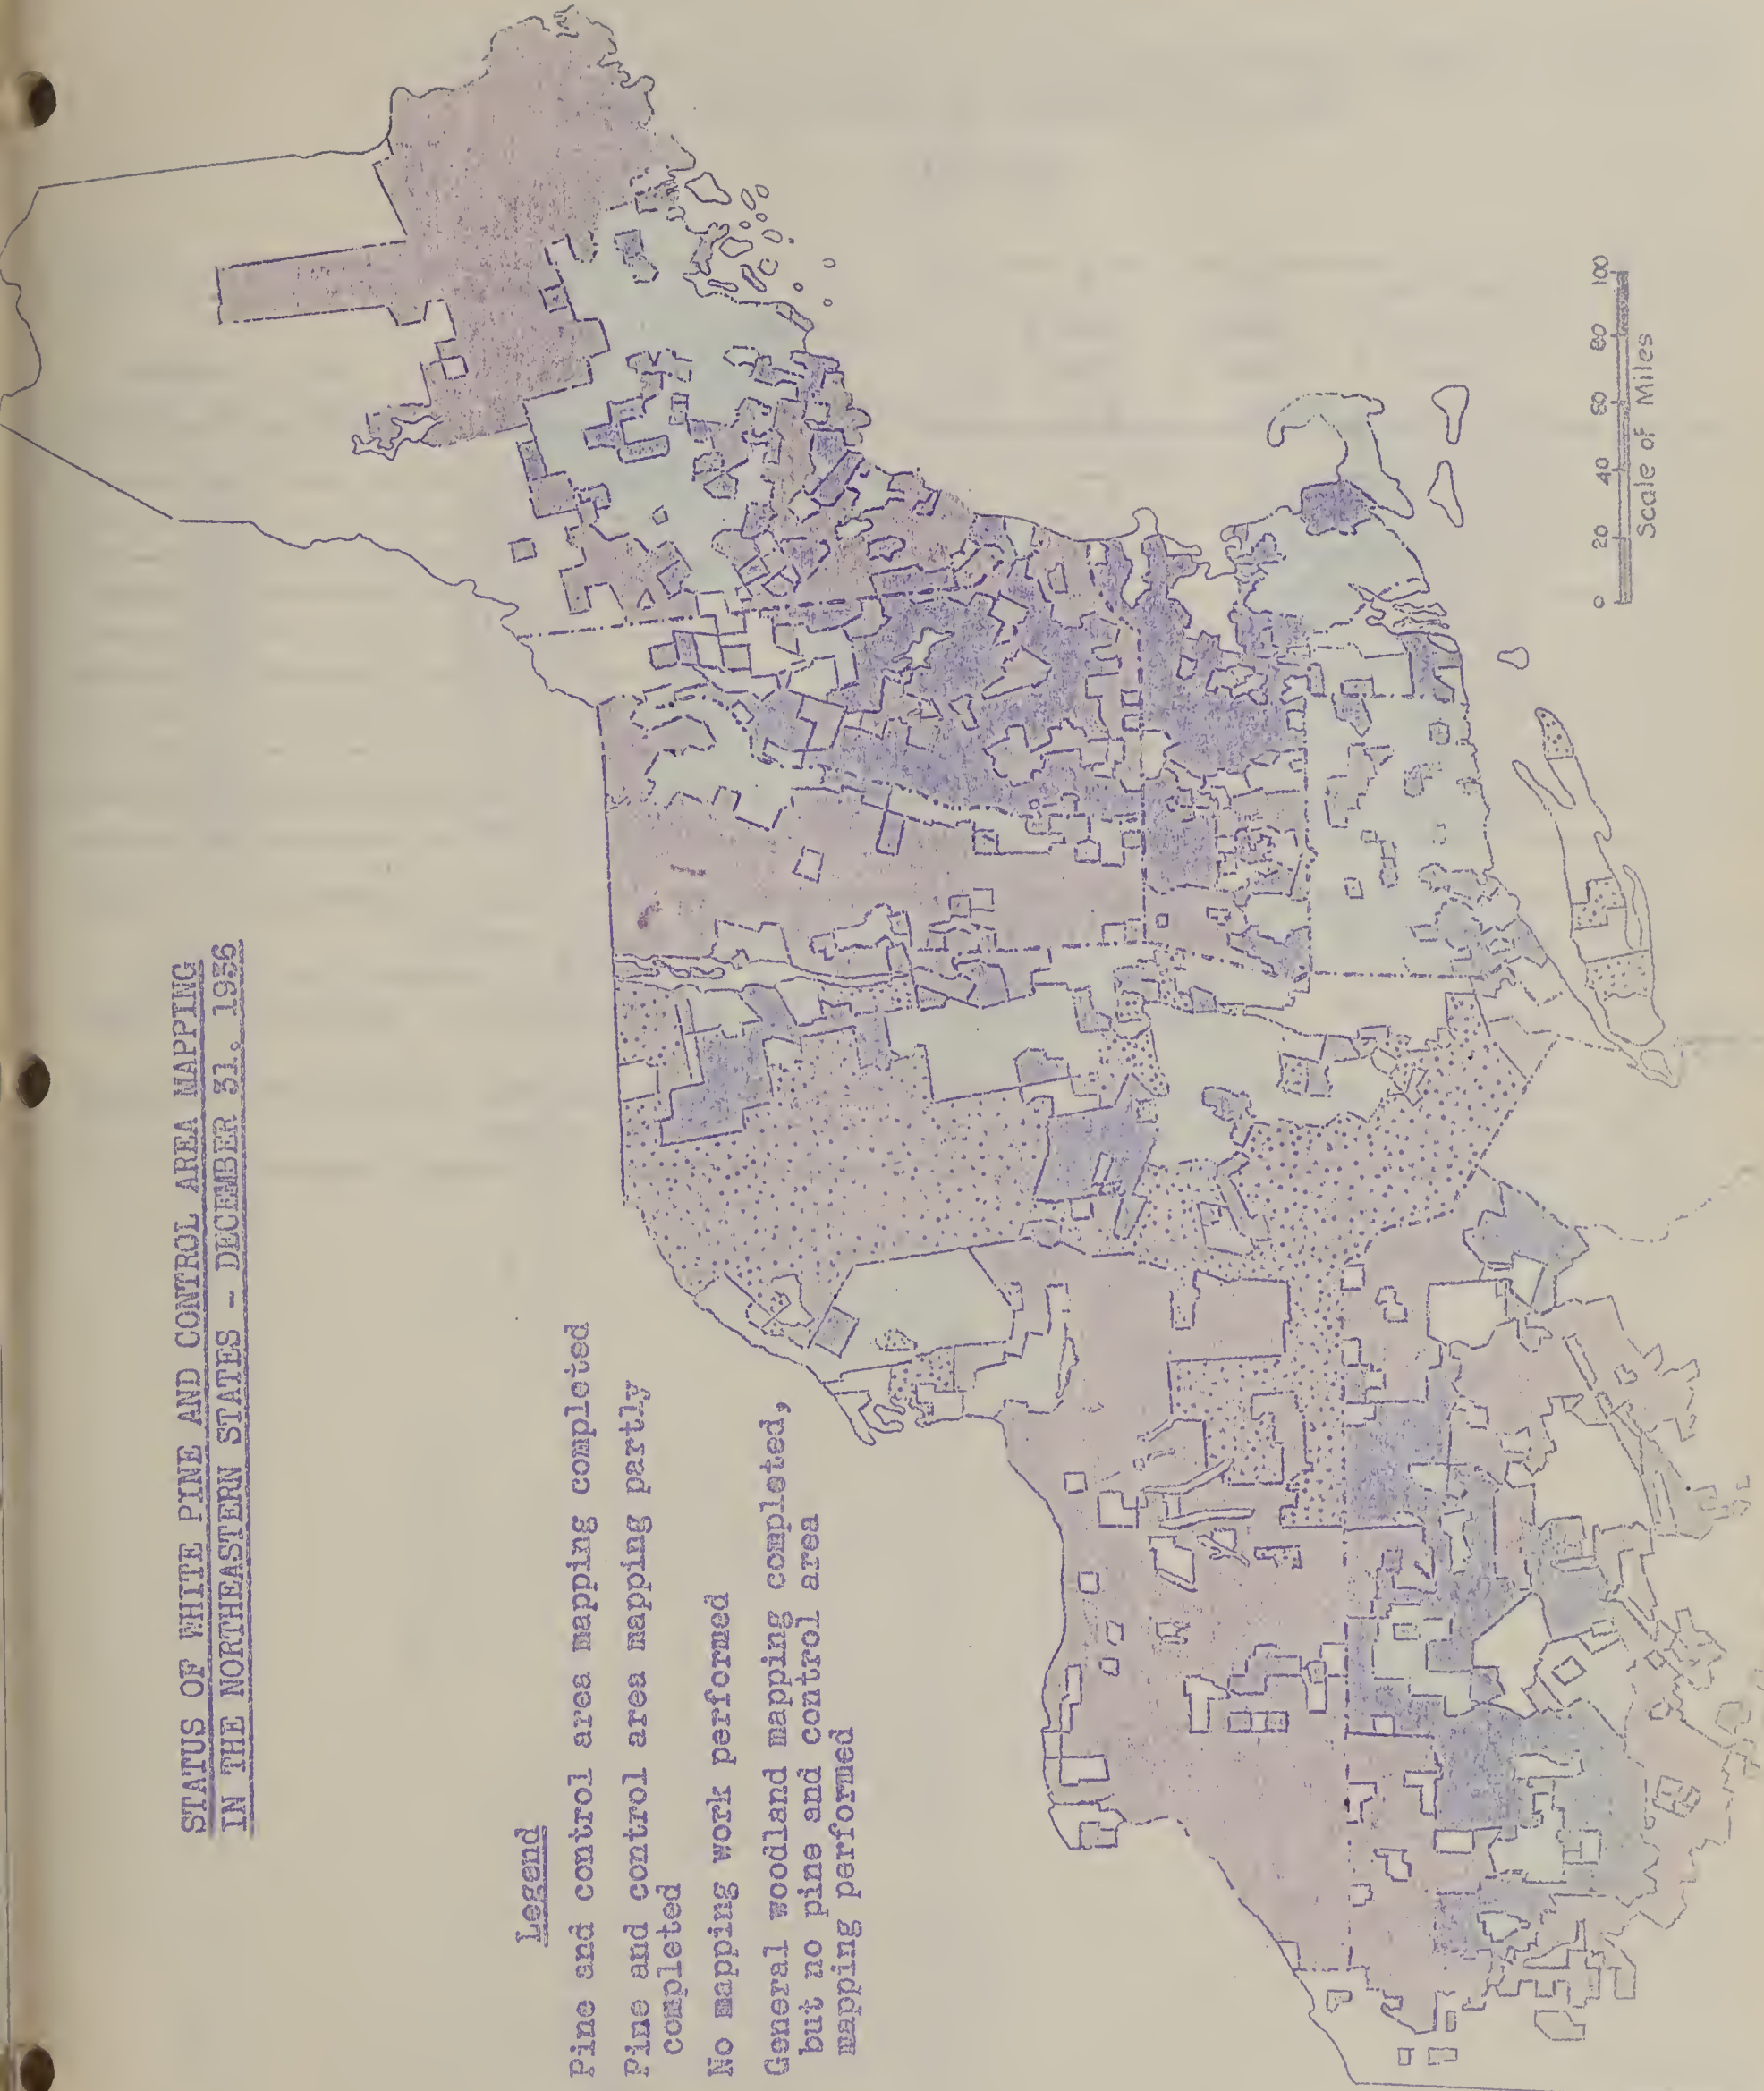 STATUS OF WHITE PINE AND CONTROL AREA MAPPING
IN THE NORTHEASTERN STATES - DECEMBER 31, 1936
Legend
Pine and control area mapping completed
Pine and control area mapping partly
completed
No mapping work performed
General woodland mapping completed,
but no pine and control area
mapping performed
0 20 40 60 80 100
Scale of Miles